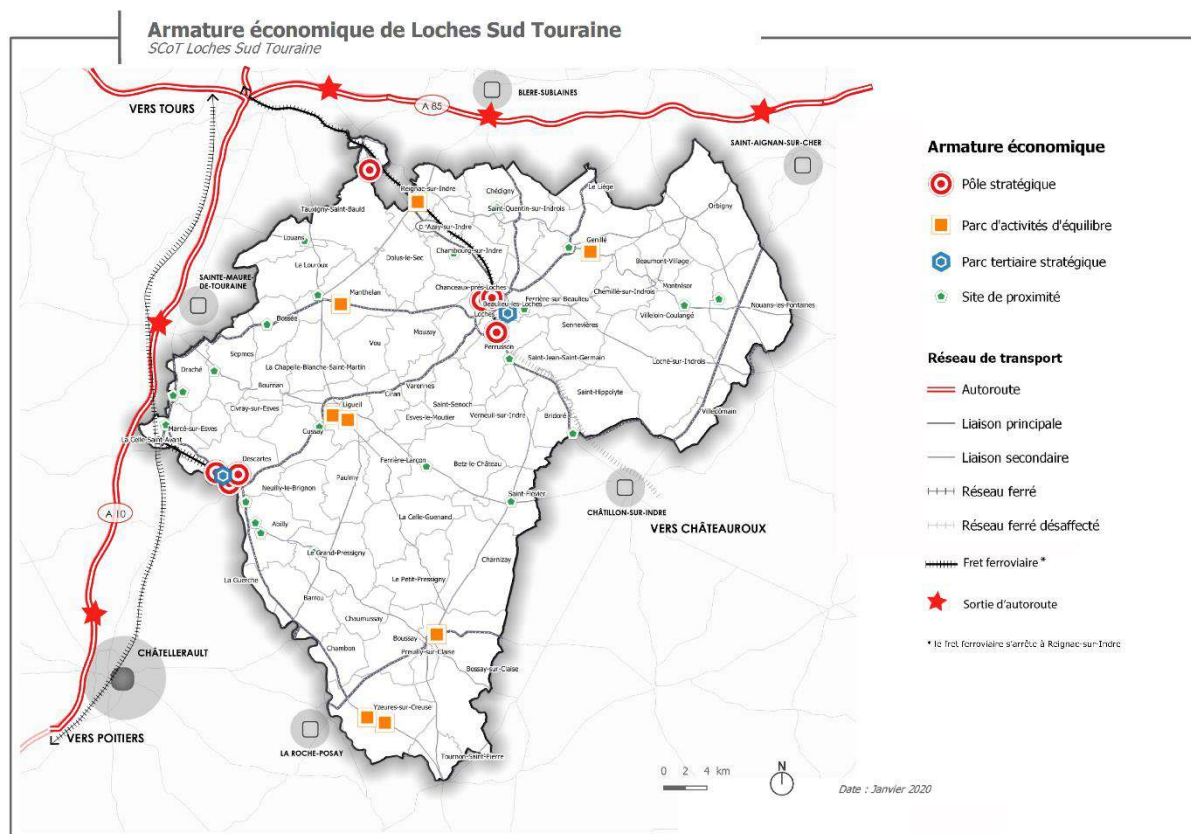 Armature économique de Loches Sud Touraine
SCoT Loches Sud Touraine
VERS TOURS
A 85
BLERE-SUBLAINES
SAINT-AIGNAN-SUR-CHER
Reignac-sur-Indre
Chédigny
Le Liège
Saint-Quentin-sur-Indrois
Orbigny
Tauxigny-Saint-Bauld
Azay-sur-Indre
Louans
Chambourg-sur-Indre
Genillé
Dolus-le-Sec
Beaumont-Village
Le Louroux
SAINTE-MAURE-
DE-TOURAINE
Manthelan
Chanceaux-près-Loches
Chemillé-sur-Indrois
Montrésor
Beaulieu-les-Loches
Ferrière-sur-Beaulieu
Nouans-les-Fontaines
Loches
Villeloin-Coulangé
Bossée
Mouzay
Sennevières
Vou
Perrusson
Sepmes
Saint-Jean-Saint-Germain
Draché
La Chapelle-Blanche-Saint-Martin
Loché-sur-Indrois
Bournan
Varennes
Ciran
Saint-Hippolyte
Civray-sur-Esves
Ligueil
Saint-Senoch
Esves-le-Moutier
Verneuil-sur-Indre
Bridoré
Villedômain
Marcé-sur-Esves
Cussay
La Celle-Saint-Avant
Descartes
Ferrière-Larçon
Betz-le-Château
Neuilly-le-Brignon
Paulmy
Saint-Flovier
CHÂTILLON-SUR-INDRE
A 10
La Celle-Guenand
Abilly
VERS CHÂTEAUROUX
Le Grand-Pressigny
Charnizay
La Guerche
Le Petit-Pressigny
Barrou
Chaumussay
Boussay
CHÂTELLERAULT
Chambon
Preuilly-sur-Claise
Bossay-sur-Claise
Yzeures-sur-Creuse
VERS POITIERS
LA ROCHE-POSAY
Tournon-Saint-Pierre
0 2 4 km
N
Date : Janvier 2020
Armature économique
Pôle stratégique
Parc d'activités d'équilibre
Parc tertiaire stratégique
Site de proximité
Réseau de transport
Autoroute
Liaison principale
Liaison secondaire
Réseau ferré
Réseau ferré désaffecté
Fret ferroviaire *
Sortie d'autoroute
* le fret ferroviaire s'arrête à Reignac-sur-Indre